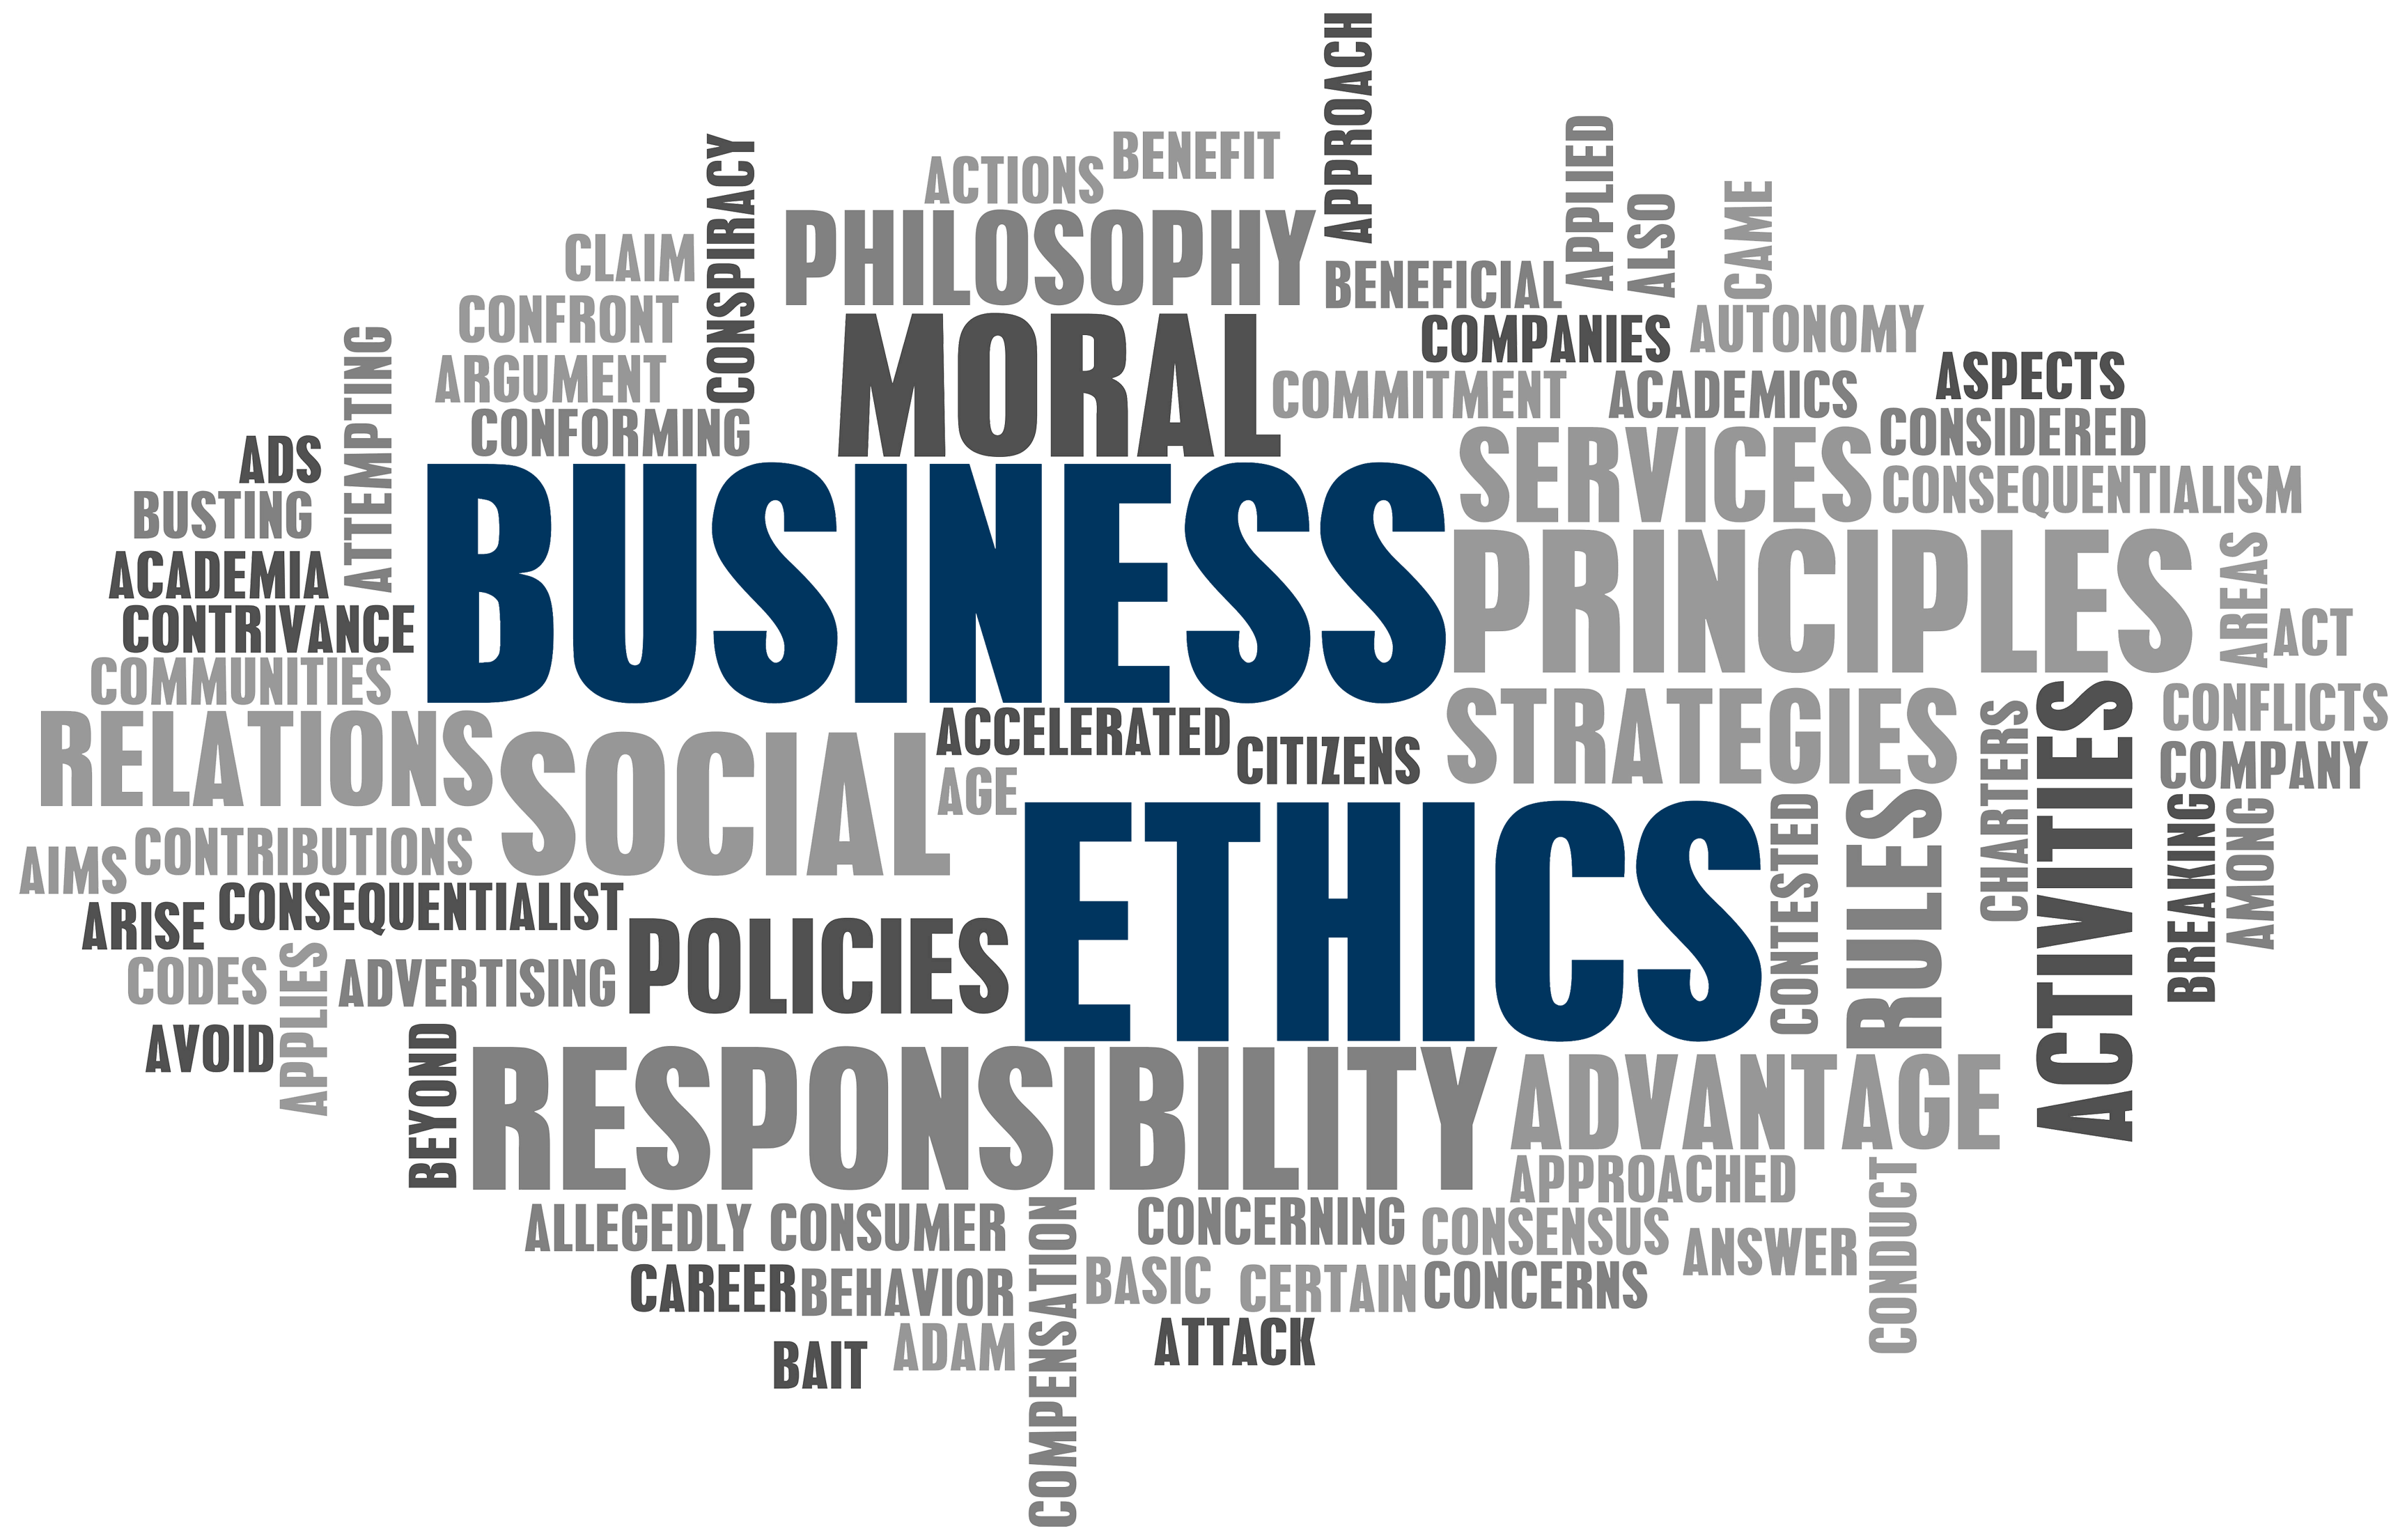 APPROACH
ACTIONS
BENEFIT
APPLIED
CONSPIRACY
ALSO
CAME
PHILOSOPHY
CLAIM
BENEFICIAL
CONFRONT
MORAL
COMPANIES
AUTONOMY
ATTEMPTING
ARGUMENT
COMMITMENT
ACADEMICS
ASPECTS
CONFORMING
CONSIDERED
ADS
SERVICES
BUSINESS
CONSEQUENTIALISM
BUSTING
PRINCIPLES
AREAS
ACADEMIA
CONTRIVANCE
ACT
COMMUNITIES
CONFLICTS
RELATIONS
SOCIAL
ACCELERATED
CITIZENS
STRATEGIES
CHARTERS
ACTIVITIES
COMPANY
AGE
ETHICS
CONTESTED
RULES
BREAKING
AMONG
CONTRIBUTIONS
AIMS
CONSEQUENTIALIST
ARISE
POLICIES
CODES
APPLIES
ADVERTISING
AVOID
BEYOND
RESPONSIBILITY
ADVANTAGE
APPROACHED
CONDUCT
ALLEGEDLY
CONSUMER
COMPENSATION
CONCERNING
CONSENSUS
ANSWER
CAREER
BEHAVIOR
BASIC
CERTAIN
CONCERNS
ADAM
ATTACK
BAIT